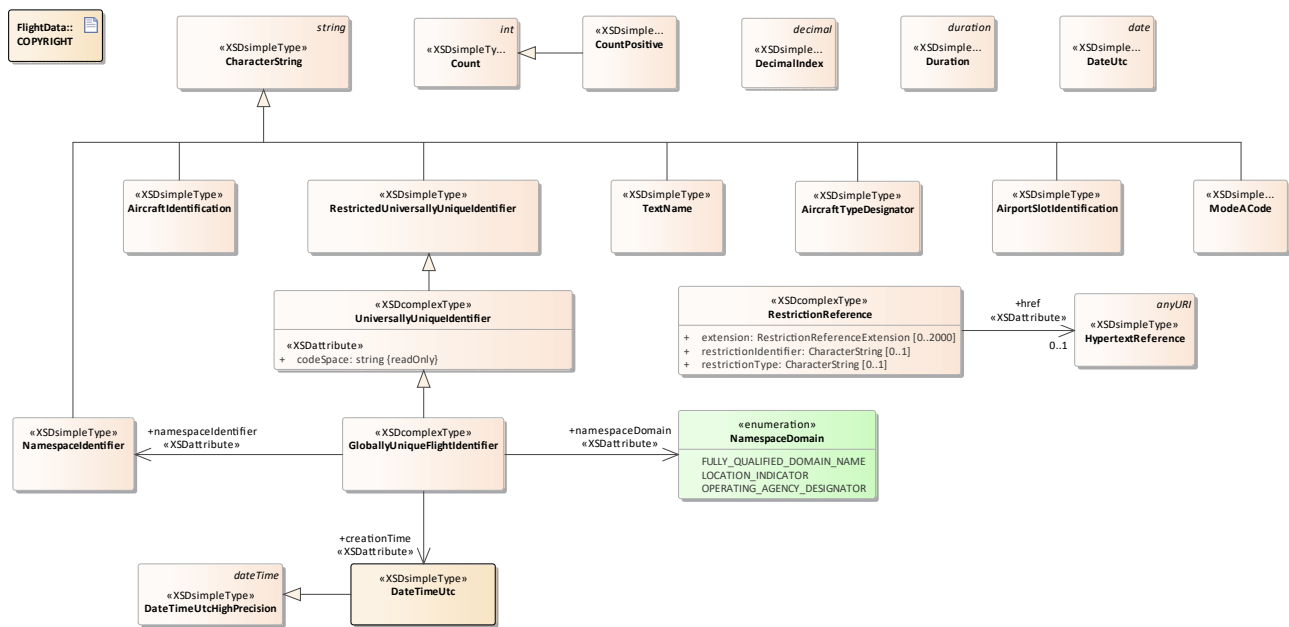 FlightData::
COPYRIGHT
string
«XSDsimpleType»
CharacterString
int
«XSDsimpleTy...
Count
«XSDsimple...
CountPositive
decimal
«XSDsimple...
DecimalIndex
duration
«XSDsimple...
Duration
date
«XSDsimple...
DateUtc
«XSDsimpleType»
AircraftIdentification
«XSDsimpleType»
RestrictedUniversallyUniqueIdentifier
«XSDsimpleType»
TextName
«XSDsimpleType»
AircraftTypeDesignator
«XSDsimpleType»
AirportSlotIdentification
«XSDsimple...
ModeACode
«XSDcomplexType»
UniversallyUniqueIdentifier
«XSDattribute»
+ codeSpace: string {readOnly}
«XSDcomplexType»
RestrictionReference
+ extension: RestrictionReferenceExtension [0..2000]
+ restrictionIdentifier: CharacterString [0..1]
+ restrictionType: CharacterString [0..1]
+href
«XSDattribute»
0..1
anyURI
«XSDsimpleType»
HypertextReference
«XSDsimpleType»
NamespaceIdentifier
+namespaceIdentifier
«XSDattribute»
«XSDcomplexType»
GloballyUniqueFlightIdentifier
+namespaceDomain
«XSDattribute»
«enumeration»
NamespaceDomain
FULLY_QUALIFIED_DOMAIN_NAME
LOCATION_INDICATOR
OPERATING_AGENCY_DESIGNATOR
+creationTime
«XSDattribute»
dateTime
«XSDsimpleType»
DateTimeUtcHighPrecision
«XSDsimpleType»
DateTimeUtc